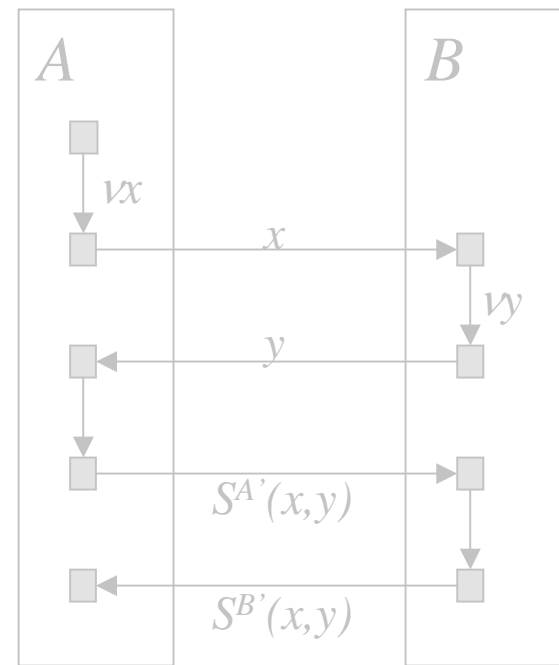 A B
νx
x
νy
y
S^{A’}(x,y)
S^{B’}(x,y)